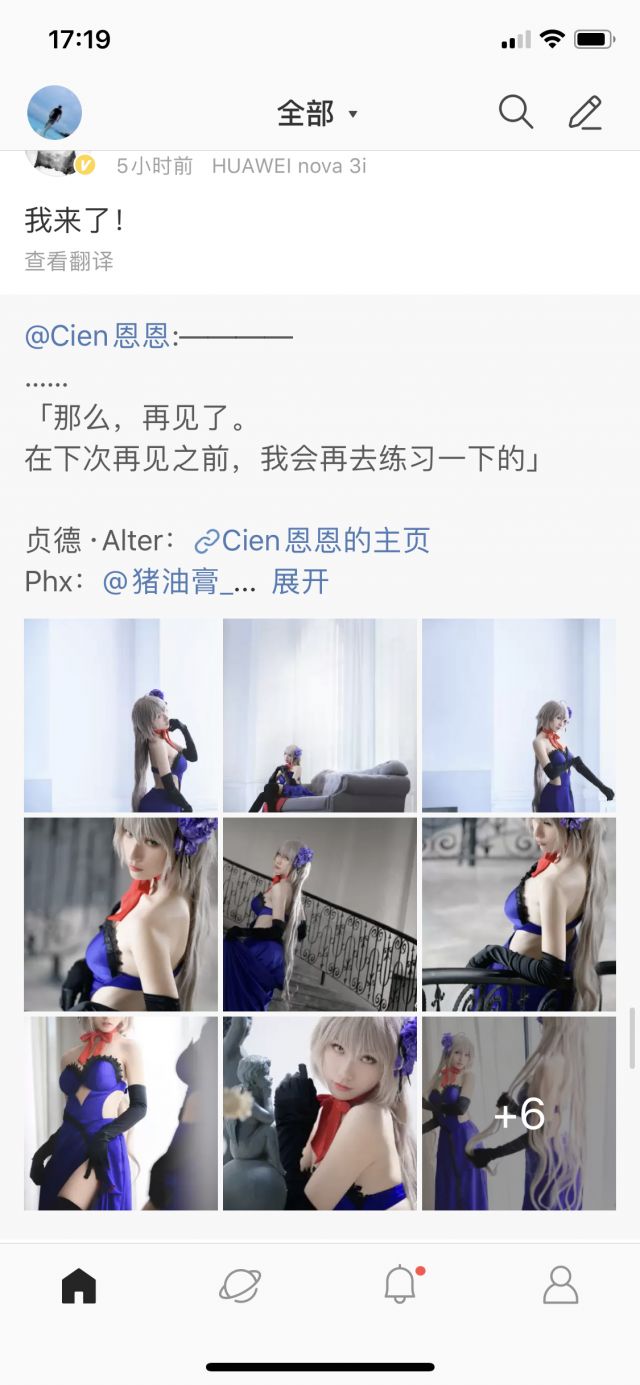 17:19
全部
5小时前 HUAWEI nova 3i
我来了！
查看翻译
@Cien恩恩:————
......
「那么，再见了。
在下次再见之前，我会再去练习一下的」
贞德·Alter： Cien恩恩的主页
Phx： @猪油膏_... 展开
+6